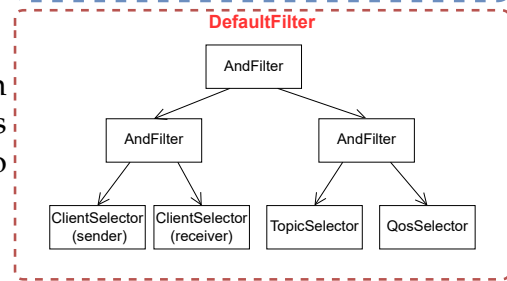 DefaultFilter
AndFilter
n
s
o
AndFilter
AndFilter
ClientSelector
(sender)
ClientSelector
(receiver)
TopicSelector
QosSelector